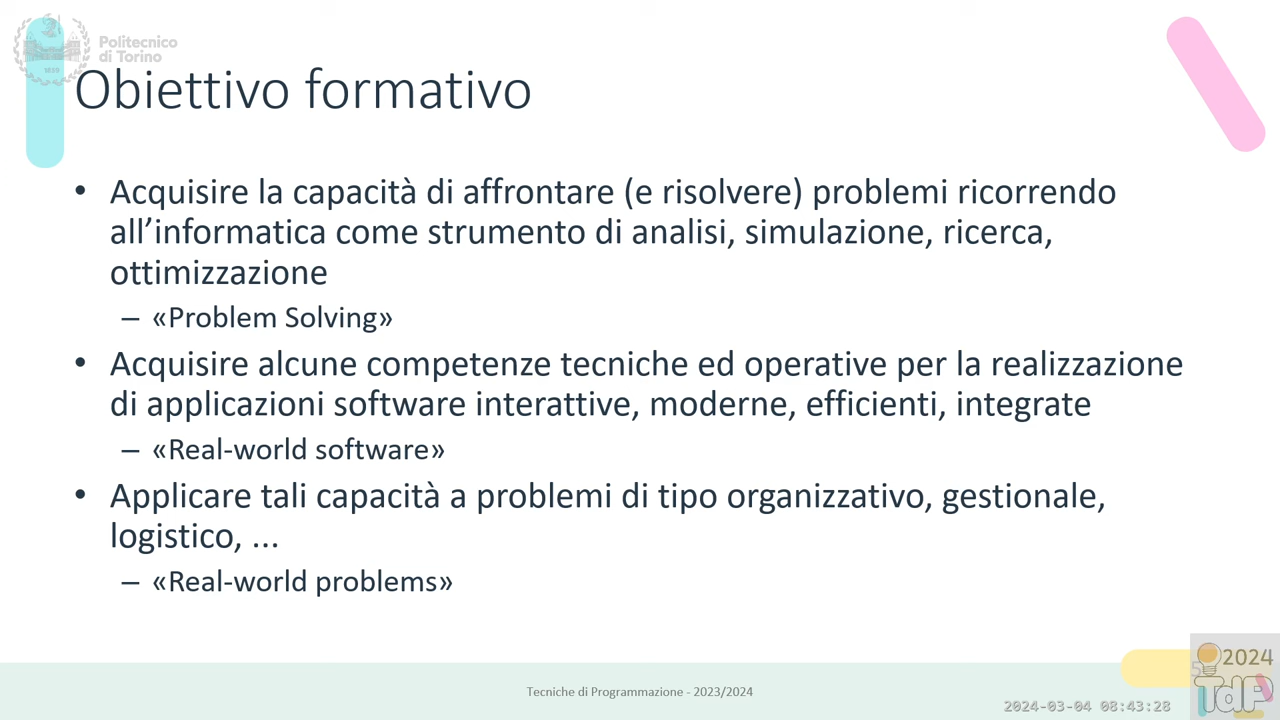 Politecnico
di Torino
1859
Obiettivo formativo
• Acquisire la capacità di affrontare (e risolvere) problemi ricorrendo
all’informatica come strumento di analisi, simulazione, ricerca,
ottimizzazione
– «Problem Solving»
• Acquisire alcune competenze tecniche ed operative per la realizzazione
di applicazioni software interattive, moderne, efficienti, integrate
– «Real-world software»
• Applicare tali capacità a problemi di tipo organizzativo, gestionale,
logistico, ...
– «Real-world problems»
Tecniche di Programmazione - 2023/2024
2024-03-04 08:43:28
2024
5
TdP